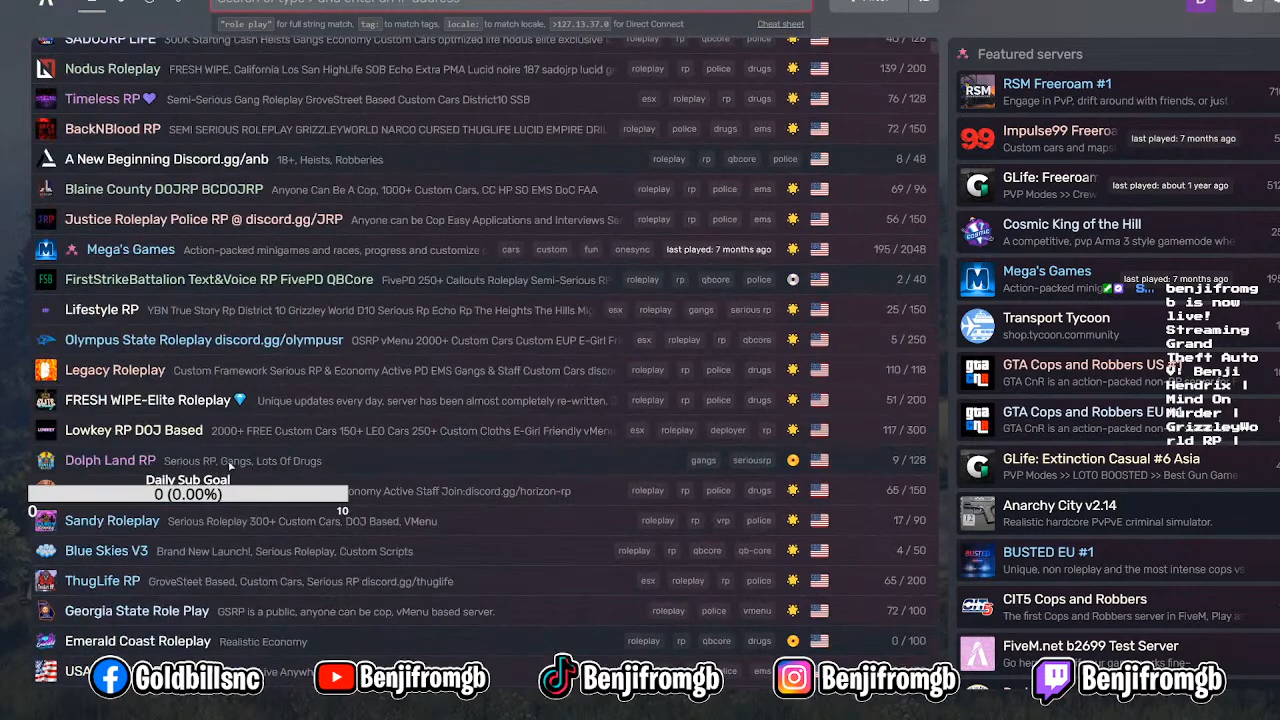 "role play" for full string match, tag: to match tags, locale: to match locale, >127.13.37.0 for Direct Connect Cheat sheet
SADOJRP LIFE 300K Starting Cash Heists Gangs Economy Custom Cars optimized life nodus elite exclusive roleplay rp qbcore drugs 40 / 128
Nodus Roleplay FRESH WIPE. California Los San HighLife SOB Echo Extra PMA Lucid noire 187 sadojrp lucid roleplay rp police drugs 139 / 200
TimelessRP💜 Semi-Serious Gang Roleplay GroveStreet Based Custom Cars District10 SSB esx roleplay rp drugs 76 / 128
BackNBlood RP SEMI SERIOUS ROLEPLAY GRIZZLEYWORLD NARCO CURSED THUGLIFE LUCID EMPIRE roleplay police drugs ems 72 / 150
A New Beginning Discord.gg/anb 18+, Heists, Robberies roleplay rp qbcore police 8 / 48
Blaine County DOJRP BCDOJRP Anyone Can Be A Cop, 1000+ Custom Cars, CC HP SO EMS DoC FAA roleplay rp police ems 69 / 96
Justice Roleplay Police RP @ discord.gg/JRP Anyone can be Cop Easy Applications and Interviews roleplay rp police ems 56 / 150
Mega's Games Action-packed minigames and races, progress and customize cars custom fun onesync last played: 7 months ago 195 / 2048
FirstStrikeBattalion Text&Voice RP FivePD QBCore FivePD 250+ Callouts Roleplay Semi-Serious roleplay rp qbcore police 2 / 40
Lifestyle RP YBN True Story Rp District 10 Grizzley World D10 Serious Rp Echo Rp The Heights The Hills esx roleplay gangs serious rp 25 / 150
Olympus State Roleplay discord.gg/olympusr OSRP vMenu 2000+ Custom Cars Custom EUP E-Girl esx roleplay rp qbcore 5 / 250
Legacy Roleplay Custom Framework Serious RP & Economy Active PD EMS Gangs & Staff Custom Cars roleplay rp police drugs 110 / 118
FRESH WIPE-Elite Roleplay 💎 Unique updates every day, server has been almost completely re-written. roleplay rp police drugs 51 / 200
Lowkey RP DOJ Based 2000+ FREE Custom Cars 150+ LEO Cars 250+ Custom Cloths E-Girl Friendly esx roleplay deployer rp 117 / 300
Dolph Land RP Serious RP, Gangs, Lots Of Drugs gangs seriousrp 9 / 128
Daily Sub Goal
0 (0.00%)
0 10
Active Staff Join:discord.gg/horizon-rp roleplay rp police drugs 65 / 150
Sandy Roleplay Serious Roleplay 300+ Custom Cars, DOJ Based, VMenu roleplay rp vrp police 17 / 90
Blue Skies V3 Brand New Launch!, Serious Roleplay, Custom Scripts roleplay rp qbcore qb-core 4 / 50
ThugLife RP GroveSteet Based, Custom Cars, Serious RP discord.gg/thuglife esx roleplay rp police 65 / 200
Georgia State Role Play GSRP is a public, anyone can be cop, vMenu based server. roleplay police vmenu 72 / 100
Emerald Coast Roleplay Realistic Economy roleplay rp qbcore drugs 0 / 100
Featured servers
RSM Freeroam #1
Engage in PvP, drift around with friends, or just
Impulse99 Freeroa last played: 7 months ago
Custom cars and maps
GLife: Freeroam last played: about 1 year ago
PVP Modes >> Crew
Cosmic King of the Hill
A competitive, pvp Arma 3 style gamemode
Mega's Games last played: 7 months ago
Action-packed
Transport Tycoon
shop.tycoon.community
GTA Cops and Robbers US
GTA CnR is an action-packed
GTA Cops and Robbers EU
GTA CnR is an action-packed
GLife: Extinction Casual #6 Asia
PVP Modes >> LOTO BOOSTED >> Best Gun
Anarchy City v2.14
Realistic hardcore PvPvE criminal simulator.
BUSTED EU #1
Unique, non roleplay and the most intense cops
CIT5 Cops and Robbers
The first Cops and Robbers server in FiveM, Play
FiveM.net b2699 Test Server
benjifromg
b is now
live!
Streaming
Grand
Theft Auto
V! Benji
Hendrix |
Mind On
Murder |
GrizzleyWo
rld RP |
Goldbillsnc Benjifromgb Benjifromgb Benjifromgb Benjifromgb